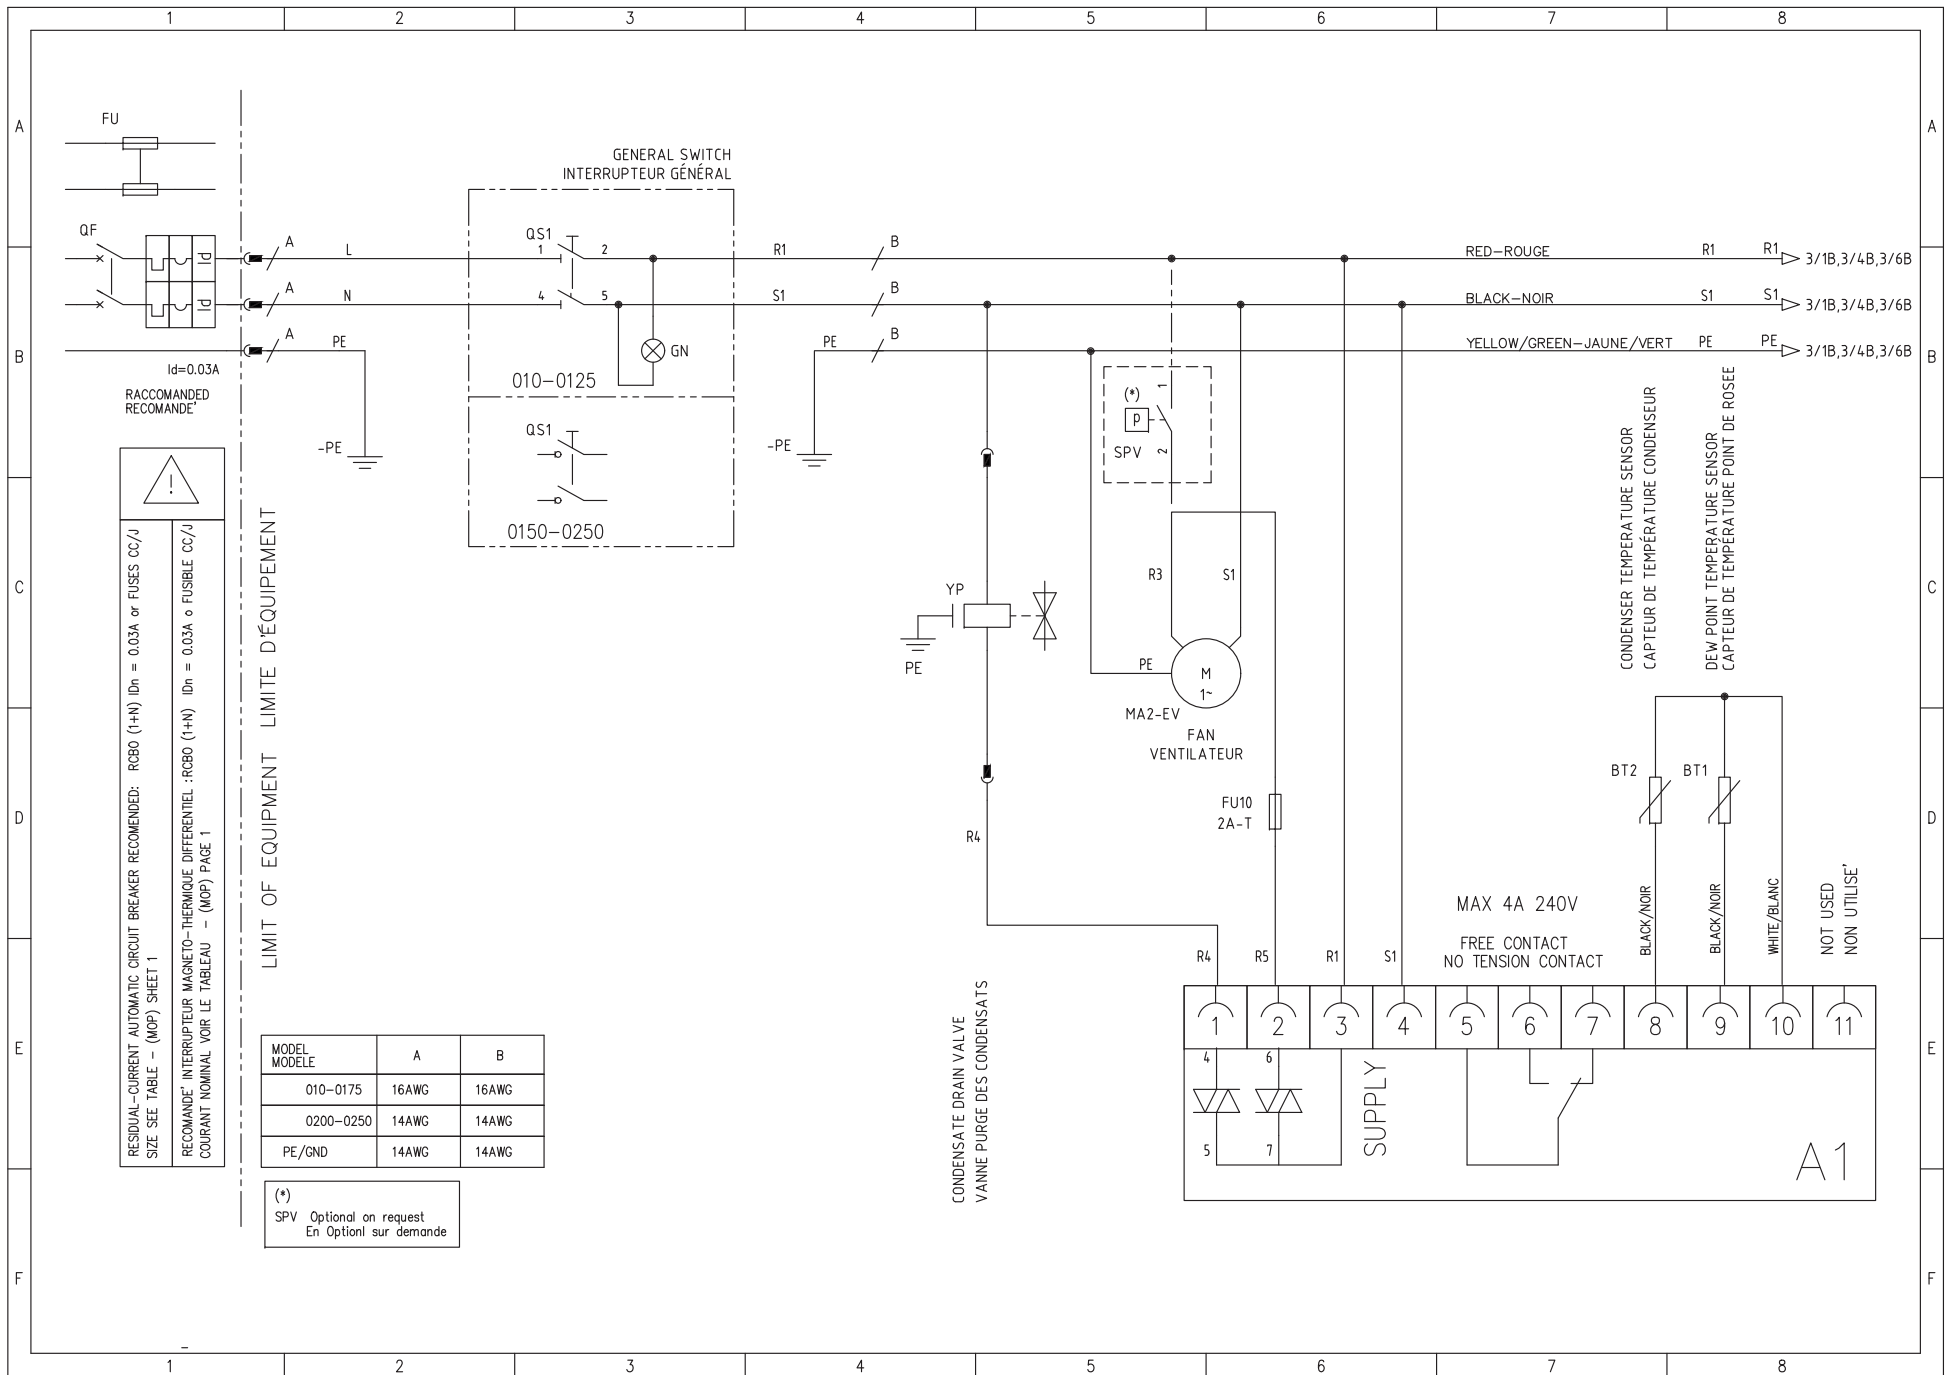 1 2 3 4 5 6 7 8
A
A
FU
GENERAL SWITCH
INTERRUPTEUR GÉNÉRAL
QF
A
L
QS1
1
2
R1
B
RED-ROUGE
R1
R1
3/1B,3/4B,3/6B
Id
A
N
4
5
S1
B
BLACK-NOIR
S1
S1
3/1B,3/4B,3/6B
Id
A
PE
GN
PE
B
YELLOW/GREEN-JAUNE/VERT
PE
PE
3/1B,3/4B,3/6B
B
B
Id=0.03A
RACCOMANDED
RECOMANDE'
010-0125
QS1
0150-0250
-PE
-PE
(*)
P
SPV
1
2
!
RESIDUAL-CURRENT AUTOMATIC CIRCUIT BREAKER RECOMENDED: RCBO (1+N) IDn = 0.03A or FUSES CC/J
SIZE SEE TABLE - (MOP) SHEET 1
RECOMANDE' INTERRUPTEUR MAGNETO-THERMIQUE DIFFERENTIEL :RCBO (1+N) IDn = 0.03A o FUSIBLE CC/J
COURANT NOMINAL VOIR LE TABLEAU - (MOP) PAGE 1
LIMIT OF EQUIPMENT LIMITE D'ÉQUIPEMENT
C
C
YP
PE
R3
S1
PE
M
1~
MA2-EV
FAN
VENTILATEUR
CONDENSER TEMPERATURE SENSOR
CAPTEUR DE TEMPÉRATURE CONDENSEUR
DEW POINT TEMPERATURE SENSOR
CAPTEUR DE TEMPÉRATURE POINT DE ROSEE
D
D
R4
FU10
2A-T
BT2
BT1
MAX 4A 240V
FREE CONTACT
NO TENSION CONTACT
BLACK/NOIR
BLACK/NOIR
WHITE/BLANC
NOT USED
NON UTILISE'
R4
R5
R1
S1
1 2 3 4 5 6 7 8 9 10 11
4
6
5
7
SUPPLY
A1
CONDENSATE DRAIN VALVE
VANNE PURGE DES CONDENSATS
E
E
MODEL
MODELE
A
B
010-0175 16AWG 16AWG
0200-0250 14AWG 14AWG
PE/GND 14AWG 14AWG
(*)
SPV Optional on request
En Optionl sur demande
F
F
1 2 3 4 5 6 7 8